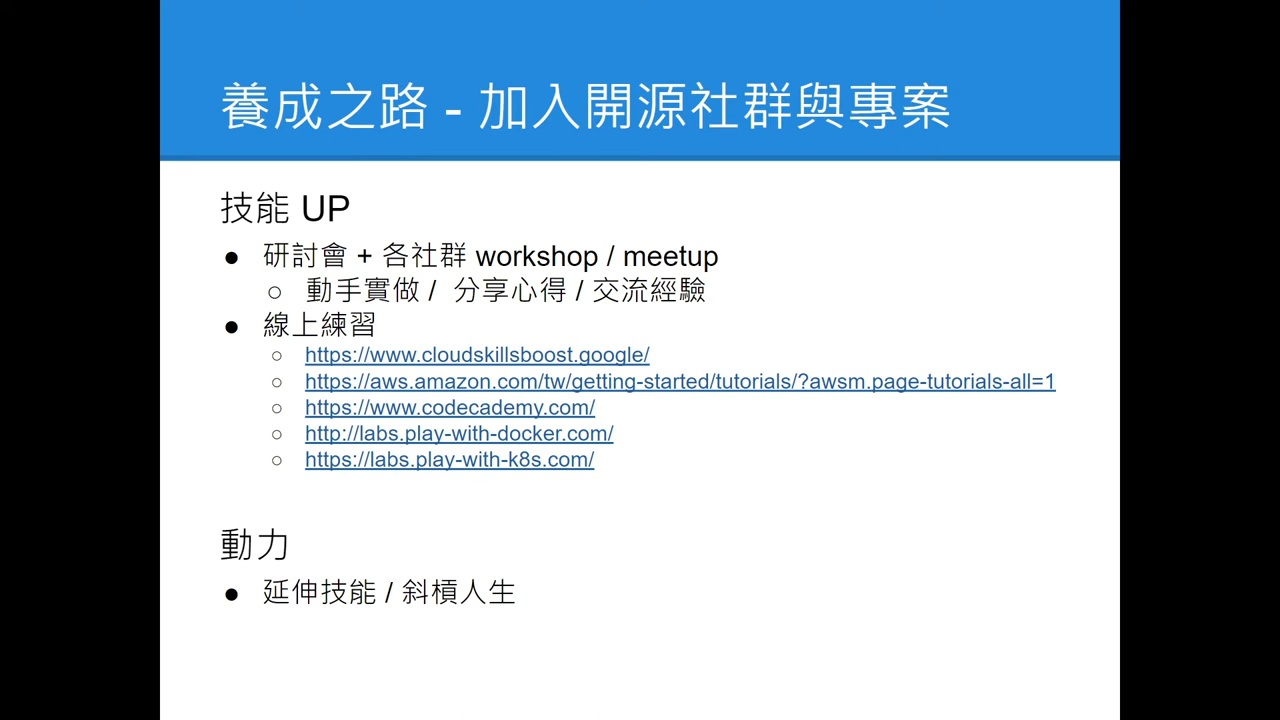 養成之路 - 加入開源社群與專案
技能 UP
● 研討會 + 各社群 workshop / meetup
○ 動手實做 / 分享心得 / 交流經驗
● 線上練習
○ https://www.cloudskillsboost.google/
○ https://aws.amazon.com/tw/getting-started/tutorials/?awsm.page-tutorials-all=1
○ https://www.codecademy.com/
○ http://labs.play-with-docker.com/
○ https://labs.play-with-k8s.com/
動力
● 延伸技能 / 斜槓人生